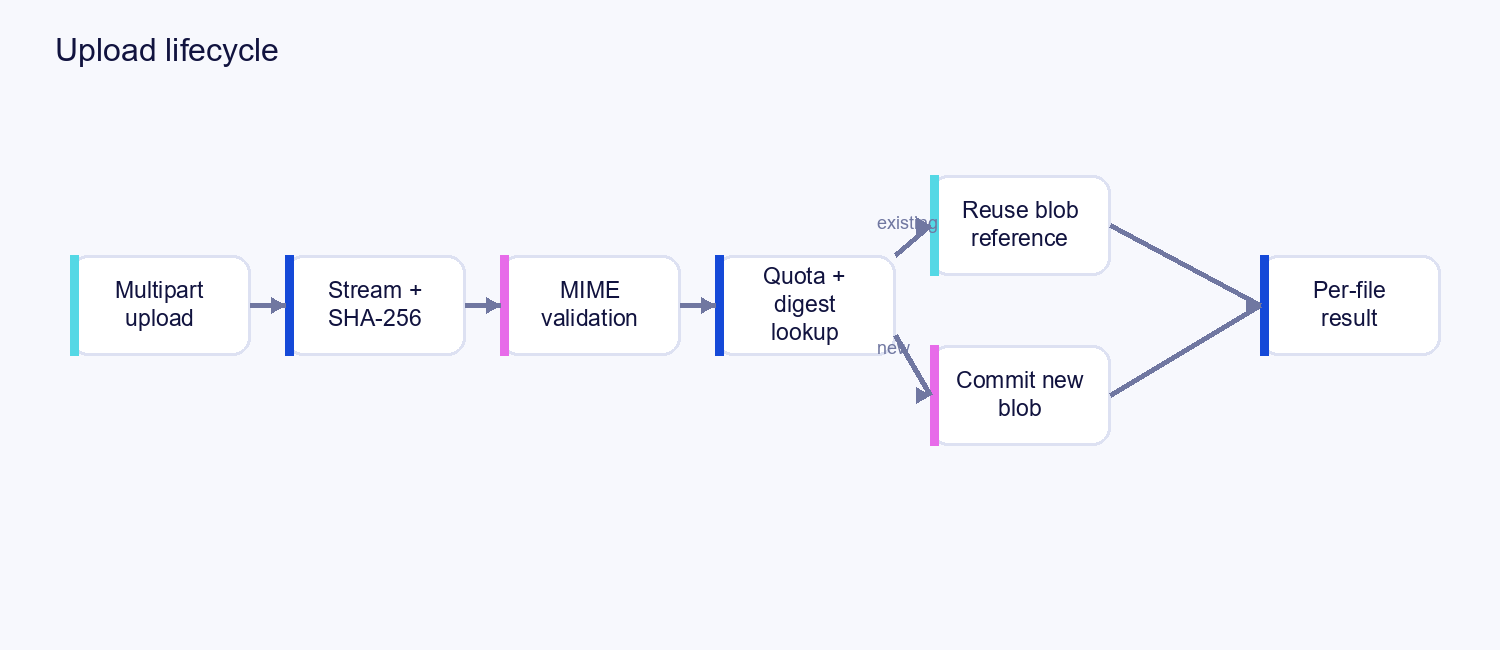 Upload lifecycle
Multipart
upload
Stream +
SHA-256
MIME
validation
Quota +
digest
lookup
existing
Reuse blob
reference
new
Commit new
blob
Per-file
result